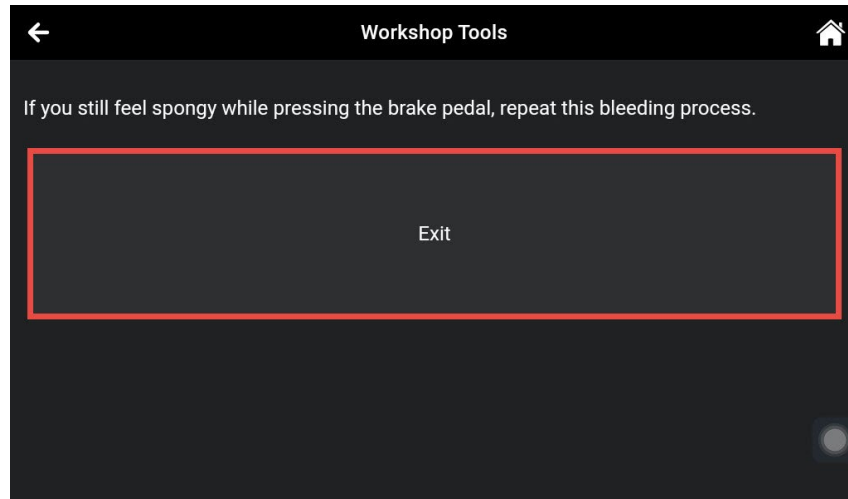 Workshop Tools
If you still feel spongy while pressing the brake pedal, repeat this bleeding process.
Exit